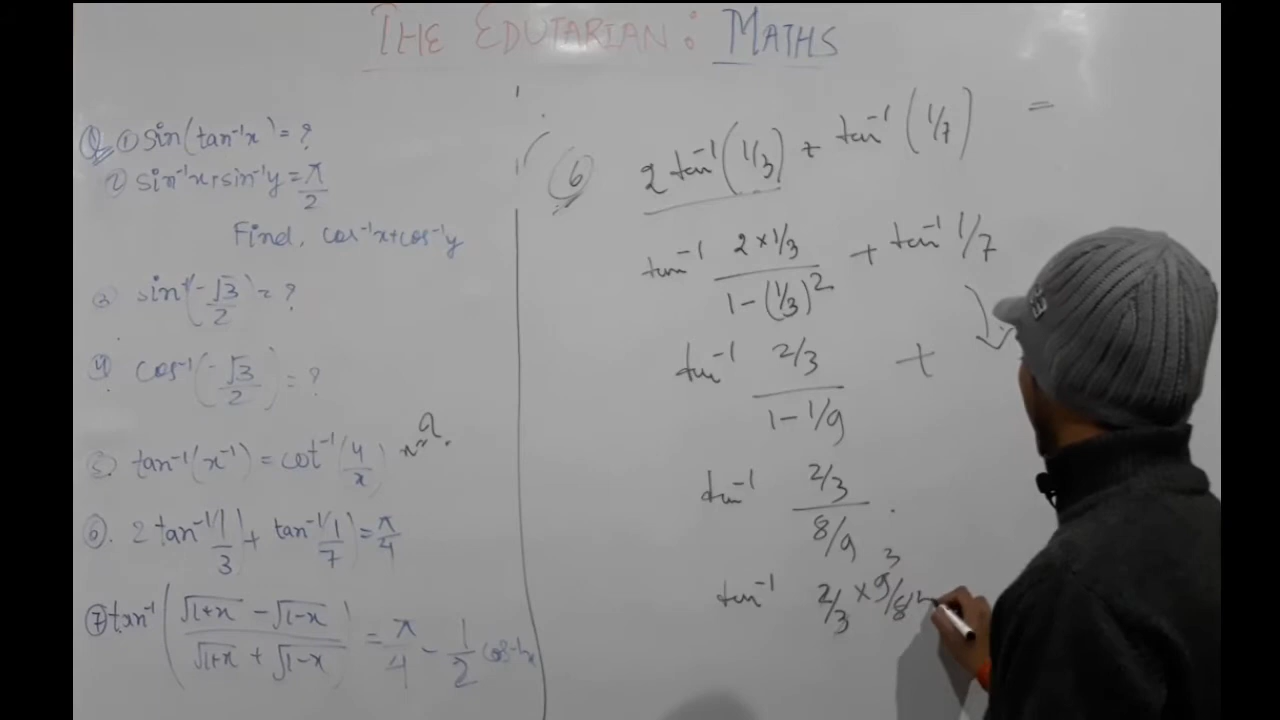 THE EDUTARIAN: MATHS
Q ① sin(tan⁻¹x) = ?
② sin⁻¹x + sin⁻¹y = π/2
Find, cos⁻¹x + cos⁻¹y
③ sin⁻¹(-√3/2) = ?
④ cos⁻¹(-√3/2) = ?
⑤. tan⁻¹(x⁻¹) = cot⁻¹(4/x)
⑥. 2 tan⁻¹(1/3) + tan⁻¹(1/7) = π/4
⑦ tan⁻¹((√1+x - √1-x)/(√1+x + √1-x)) = π/4 - 1/2 cos⁻¹x
⑥ 2 tan⁻¹(1/3) + tan⁻¹(1/7) =
tan⁻¹ (2×1/3)/(1-(1/3)²) + tan⁻¹ 1/7
tan⁻¹ (2/3)/(1-1/9) +
tan⁻¹ (2/3)/(8/9)
tan⁻¹ 2/3 × 9/8